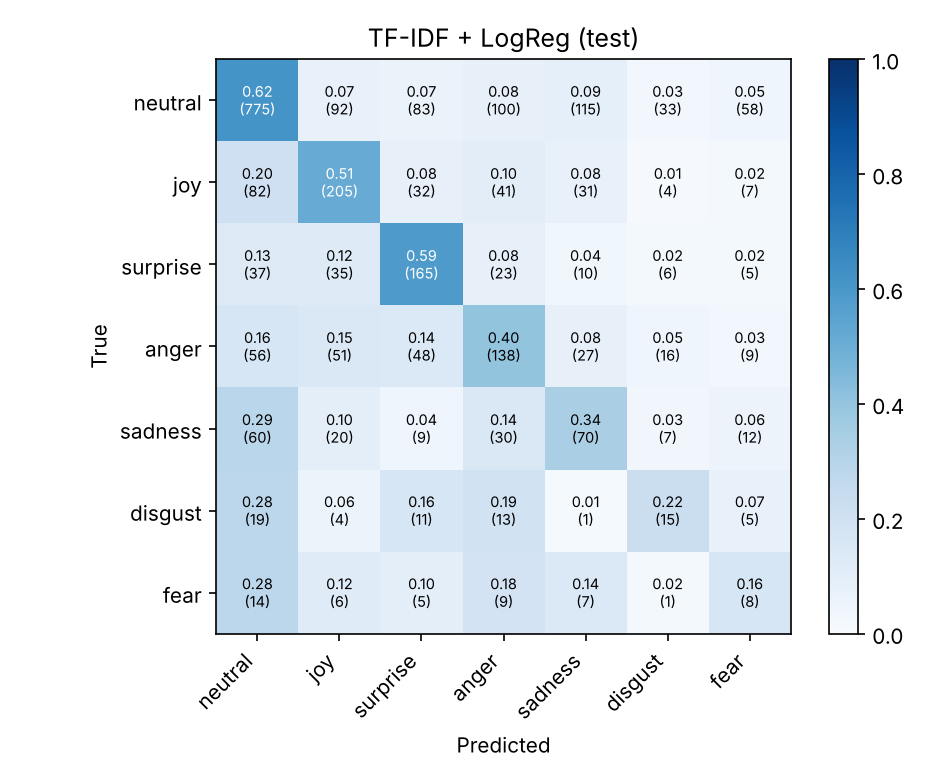 TF-IDF + LogReg (test)
True
neutral
0.62 0.07 0.07 0.08 0.09 0.03 0.05
(775) (92) (83) (100) (115) (33) (58)
joy
0.20 0.51 0.08 0.10 0.08 0.01 0.02
(82) (205) (32) (41) (31) (4) (7)
surprise
0.13 0.12 0.59 0.08 0.04 0.02 0.02
(37) (35) (165) (23) (10) (6) (5)
anger
0.16 0.15 0.14 0.40 0.08 0.05 0.03
(56) (51) (48) (138) (27) (16) (9)
sadness
0.29 0.10 0.04 0.14 0.34 0.03 0.06
(60) (20) (9) (30) (70) (7) (12)
disgust
0.28 0.06 0.16 0.19 0.01 0.22 0.07
(19) (4) (11) (13) (1) (15) (5)
fear
0.28 0.12 0.10 0.18 0.14 0.02 0.16
(14) (6) (5) (9) (7) (1) (8)
neutral joy surprise anger sadness disgust fear
Predicted
1.0
0.8
0.6
0.4
0.2
0.0